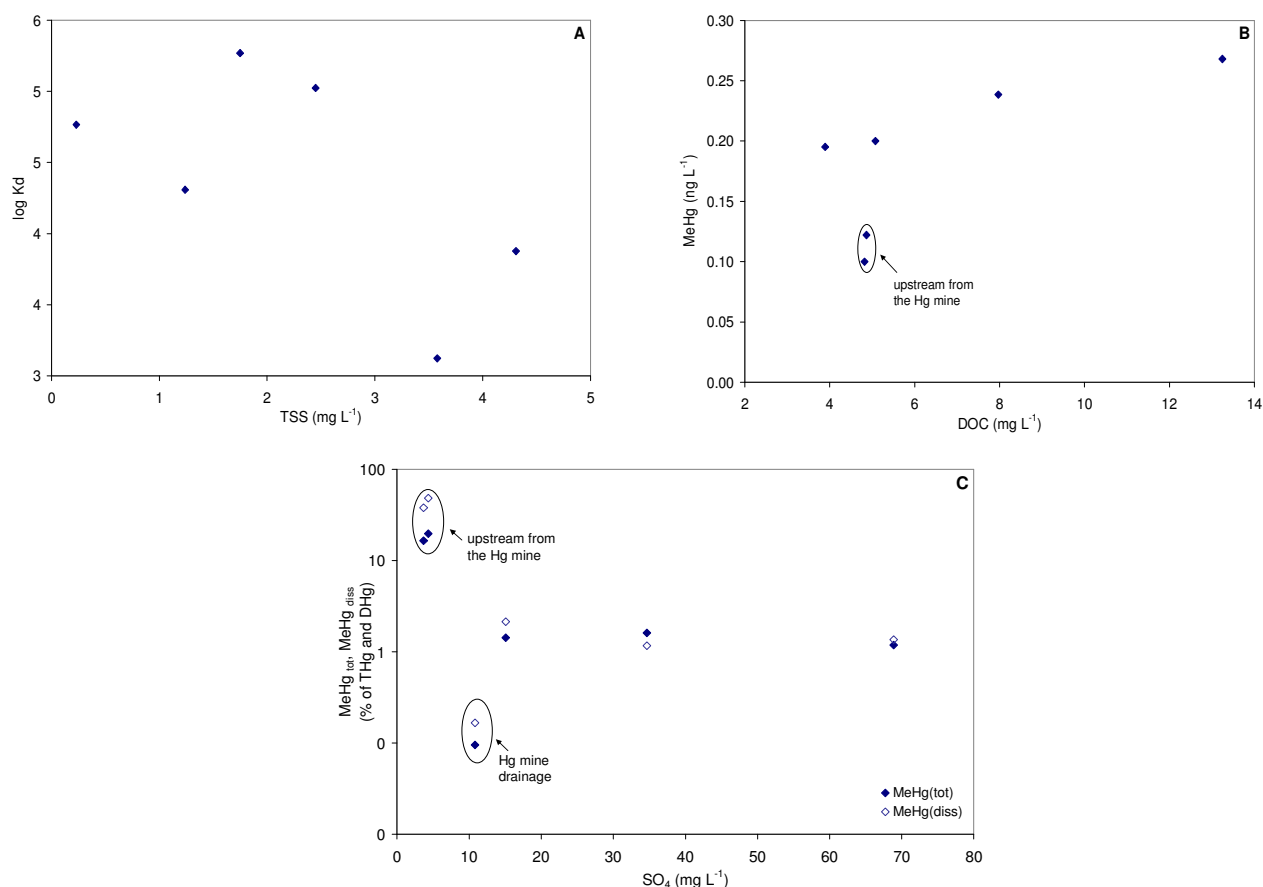 A
6
5
5
4
4
3
0
1
2
3
4
5
log Kd
TSS (mg L⁻¹)
B
0.30
0.25
0.20
0.15
0.10
0.05
0.00
2
4
6
8
10
12
14
MeHg (ng L⁻¹)
DOC (mg L⁻¹)
upstream from
the Hg mine
C
100
10
1
0
0
0
10
20
30
40
50
60
70
80
MeHg tot, MeHg diss
(% of THg and DHg)
SO₄ (mg L⁻¹)
upstream from
the Hg mine
Hg mine
drainage
MeHg(tot)
MeHg(diss)